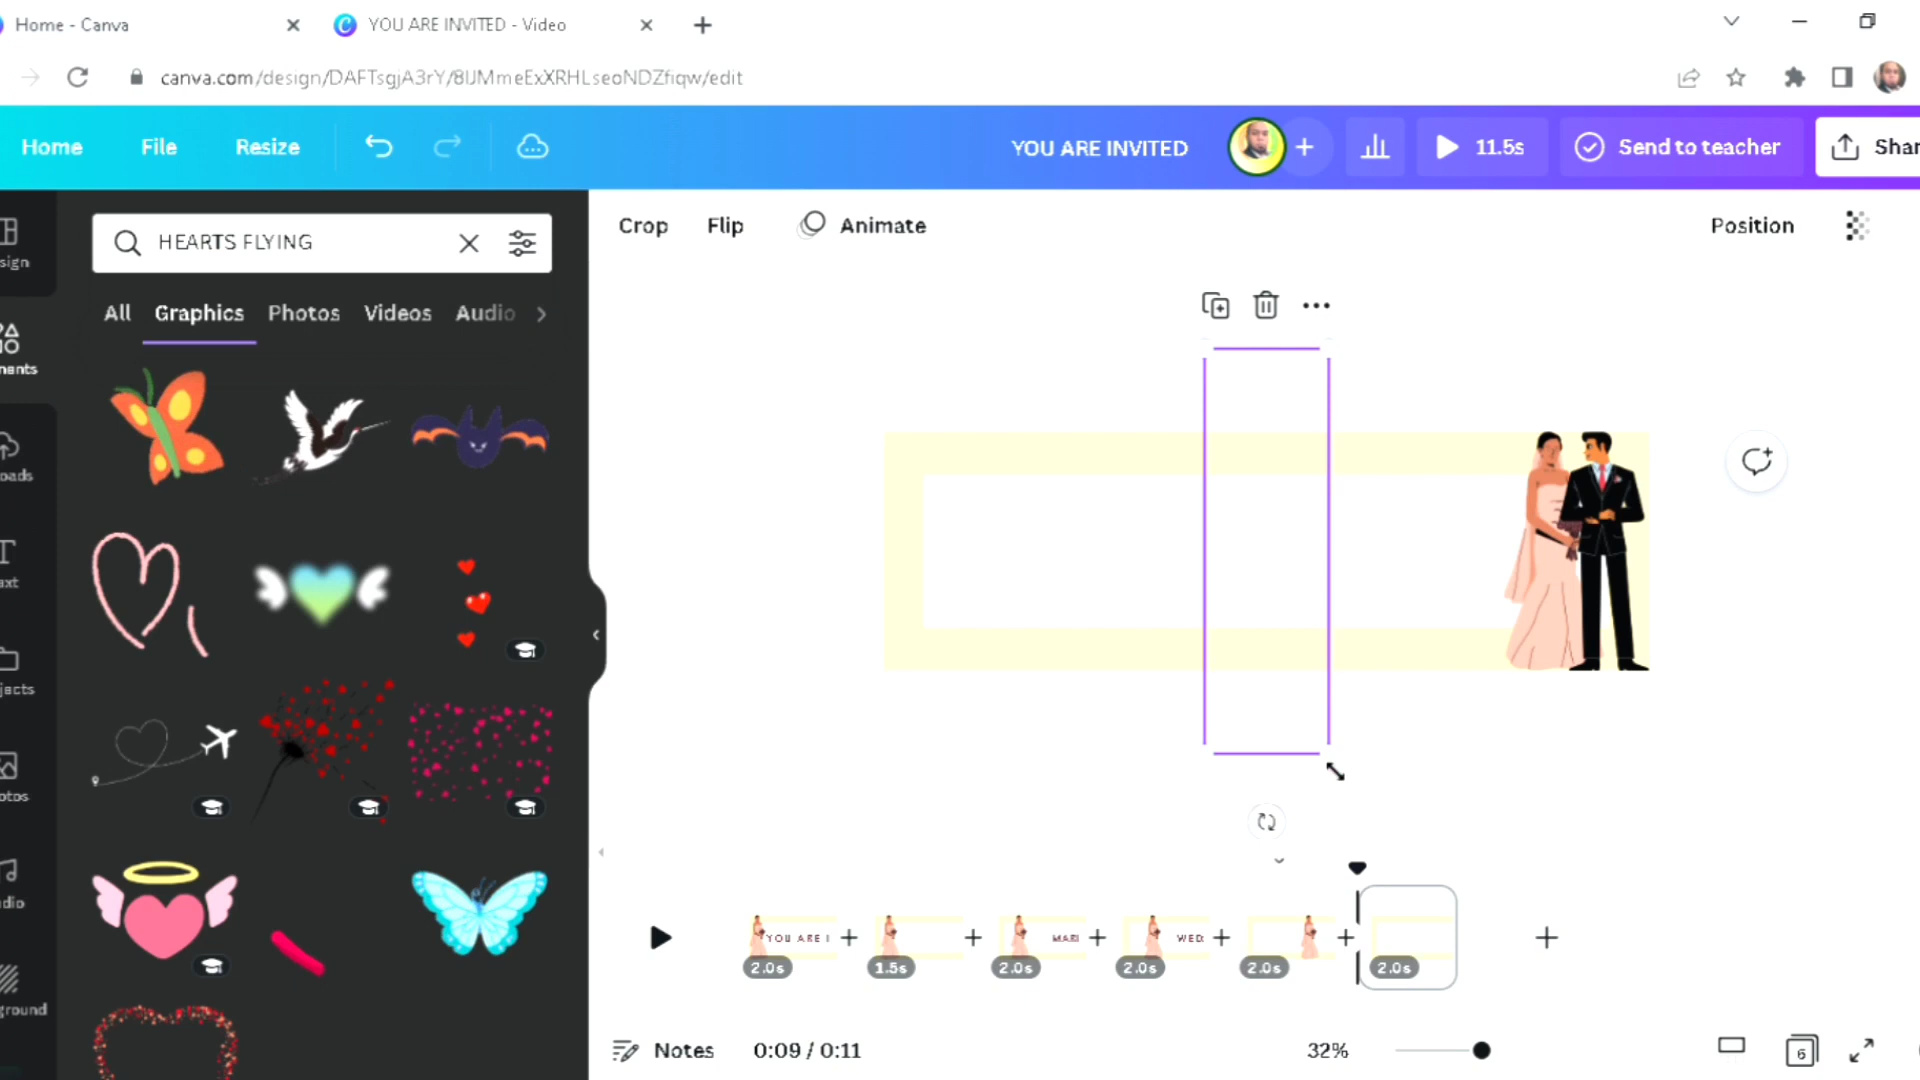 Home - Canva
YOU ARE INVITED - Video
canva.com/design/DAFTsgjA3rY/8IJMmeExXRHLseoNDZfiqw/edit
Home File Resize
YOU ARE INVITED
11.5s
Send to teacher
Shar
HEARTS FLYING
Crop Flip Animate
Position
sign
All Graphics Photos Videos Audio
nents
oads
ext
jects
otos
dio
ground
YOU ARE I
MARI
WED
2.0s
1.5s
2.0s
2.0s
2.0s
2.0s
Notes
0:09 / 0:11
32%
6